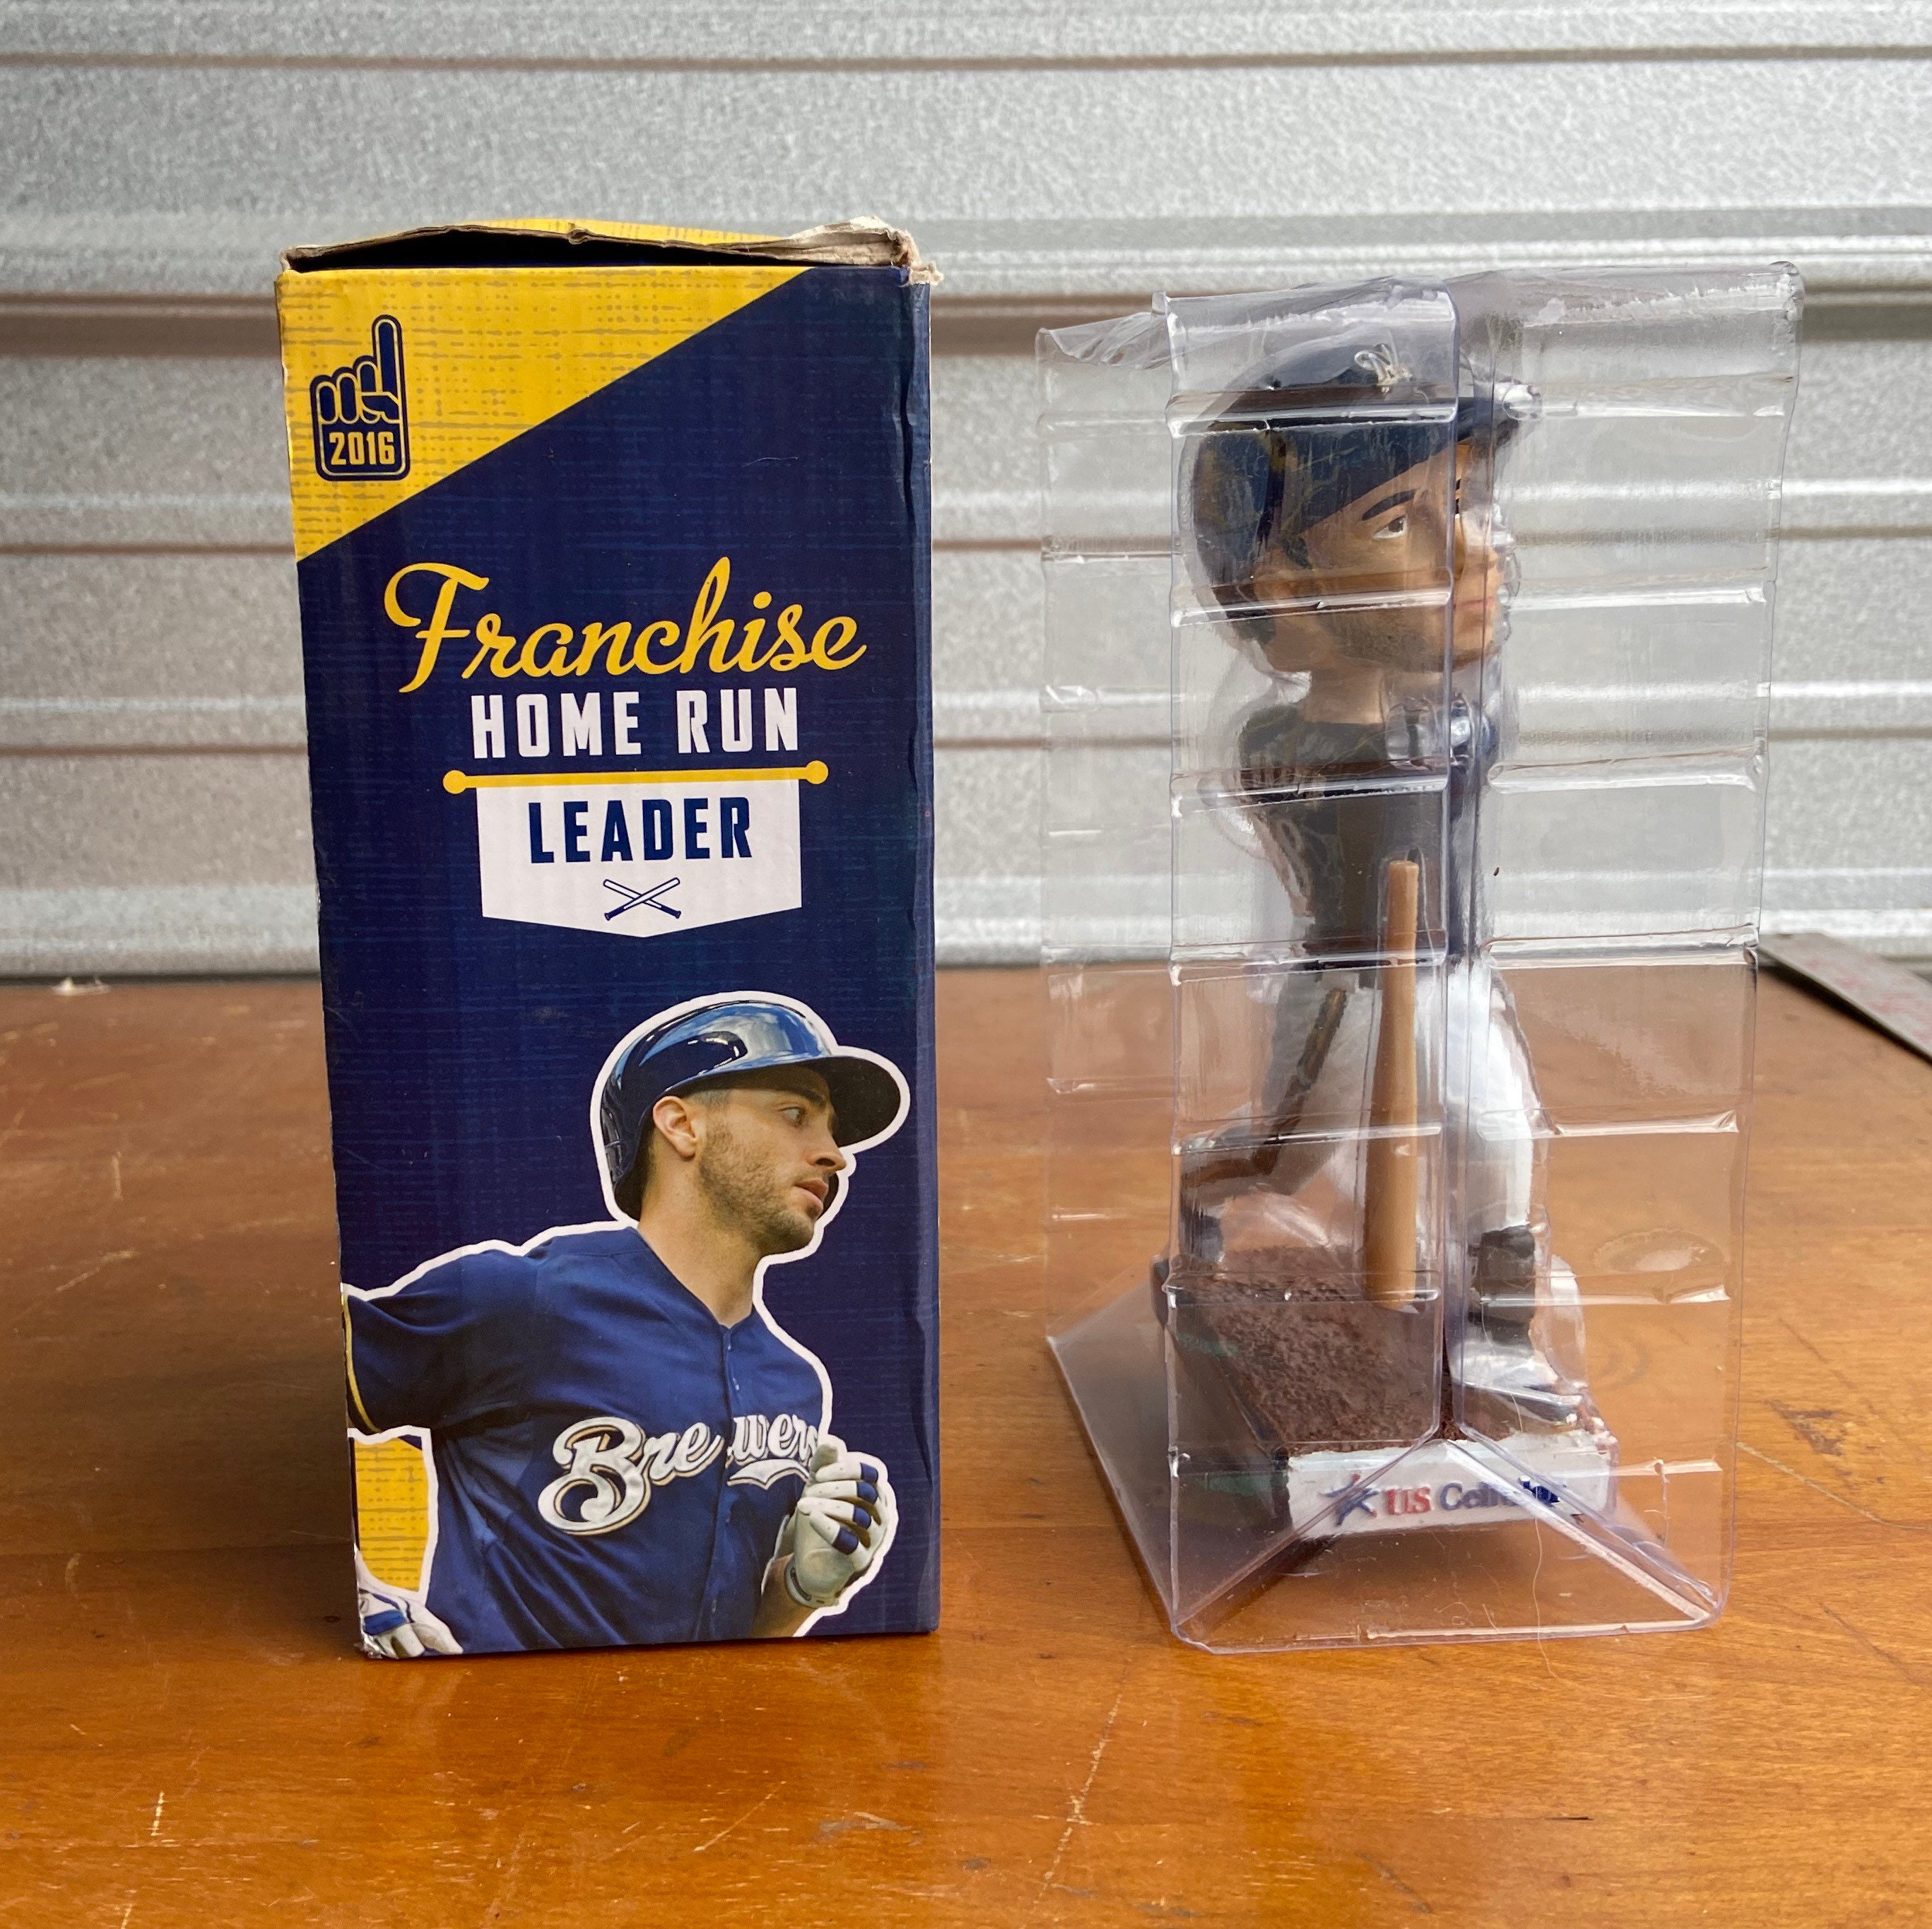 2016
Franchise
HOME RUN
LEADER
Brewers
US Cellular